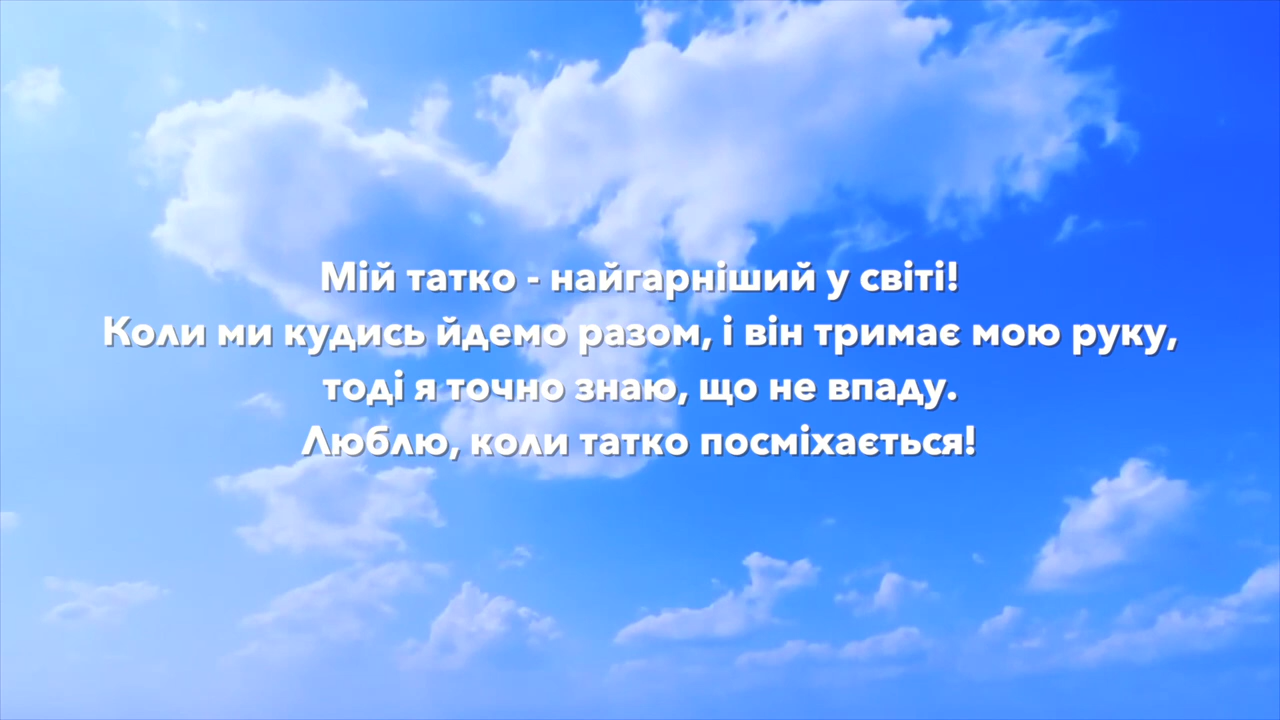 Мій татко - найгарніший у світі!
Коли ми кудись йдемо разом, і він тримає мою руку,
тоді я точно знаю, що не впаду.
Люблю, коли татко посміхається!